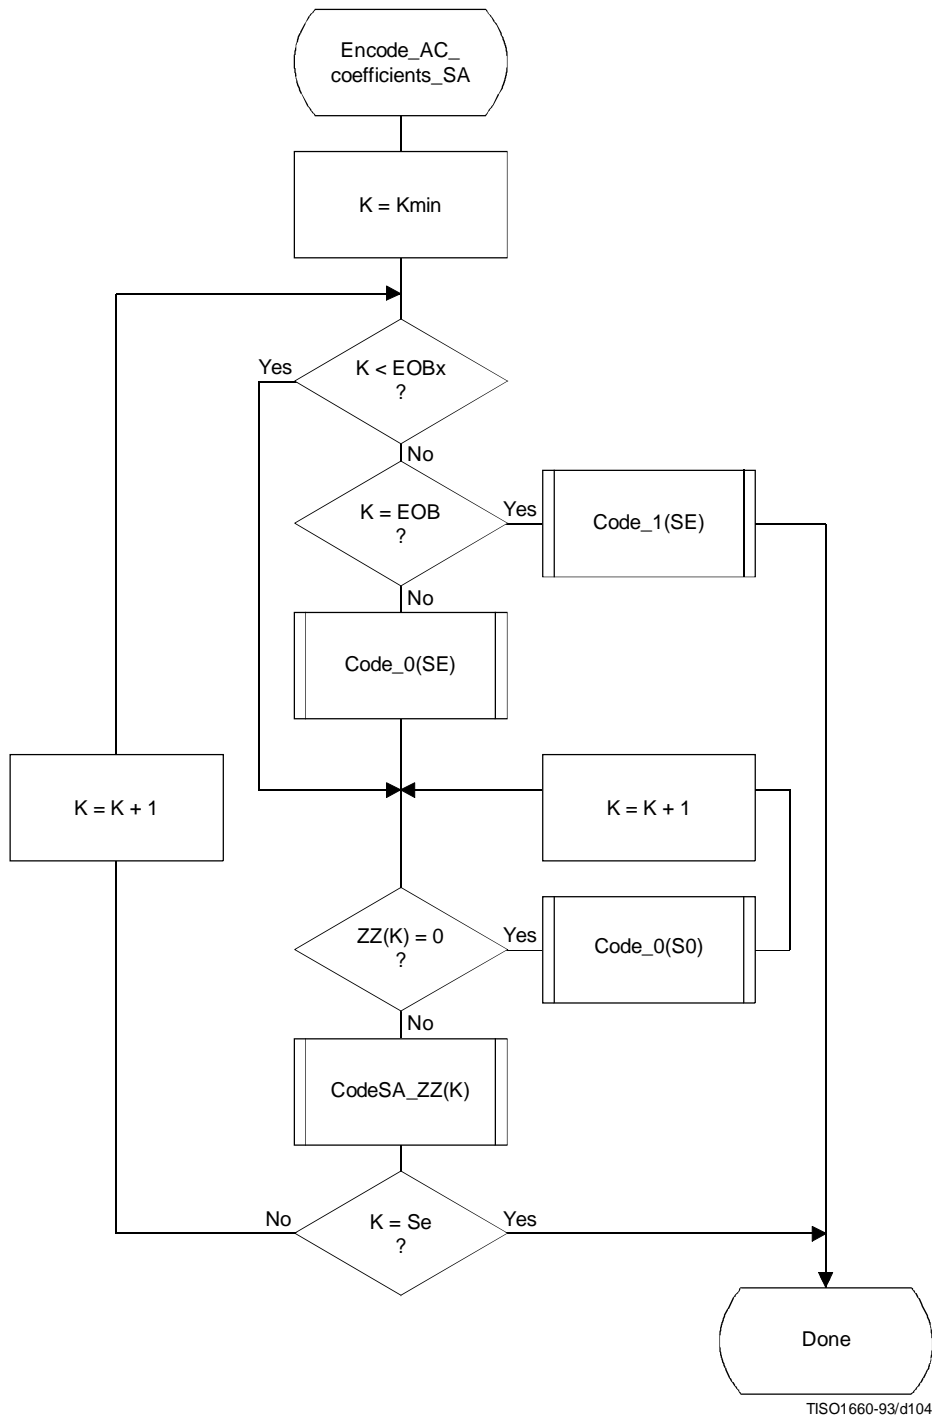 Encode_AC_
coefficients_SA
K = Kmin
Yes
K < EOBx
?
No
K = EOB
?
Yes
Code_1(SE)
No
Code_0(SE)
K = K + 1
K = K + 1
ZZ(K) = 0
?
Yes
Code_0(S0)
No
CodeSA_ZZ(K)
No
K = Se
?
Yes
Done
TISO1660-93/d104